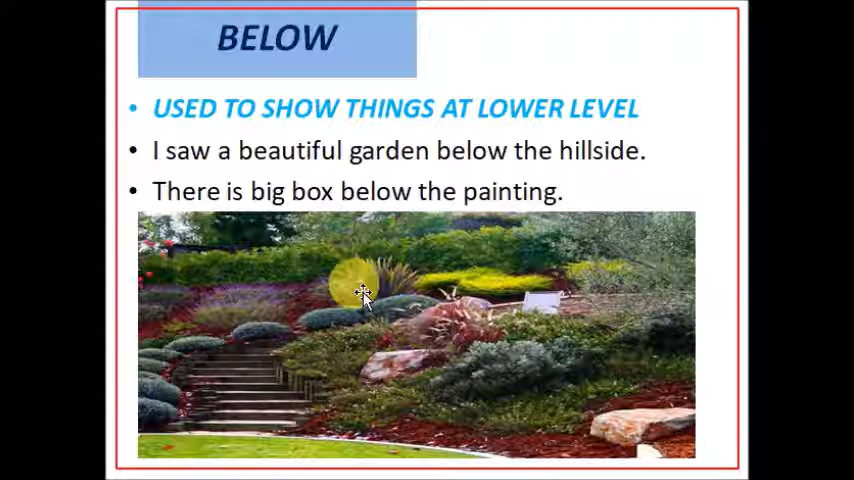 BELOW
• USED TO SHOW THINGS AT LOWER LEVEL
• I saw a beautiful garden below the hillside.
• There is big box below the painting.